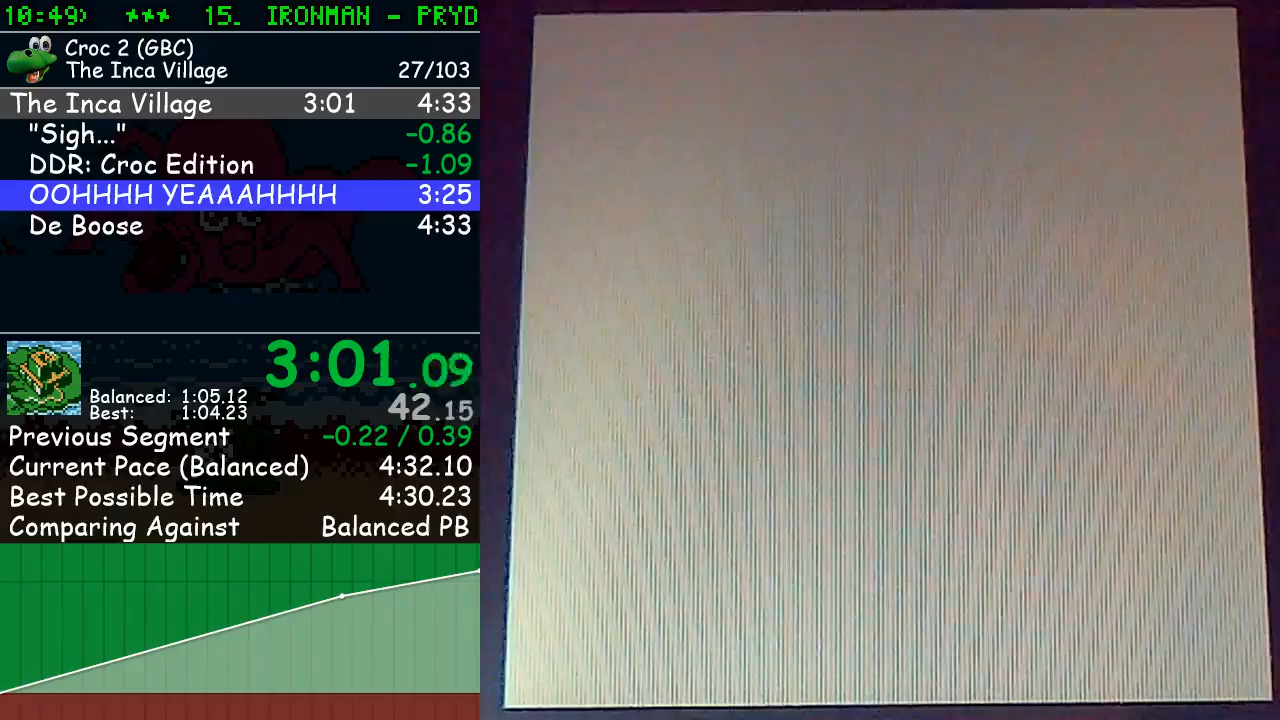 10:49› *** 15. IRONMAN - PRYD
Croc 2 (GBC)
The Inca Village 27/103
The Inca Village 3:01 4:33
"Sigh..." -0.86
DDR: Croc Edition -1.09
OOHHHH YEAAAHHHH 3:25
De Boose 4:33
3:01.09
Balanced: 1:05.12
Best: 1:04.23
42.15
Previous Segment -0.22 / 0.39
Current Pace (Balanced) 4:32.10
Best Possible Time 4:30.23
Comparing Against Balanced PB